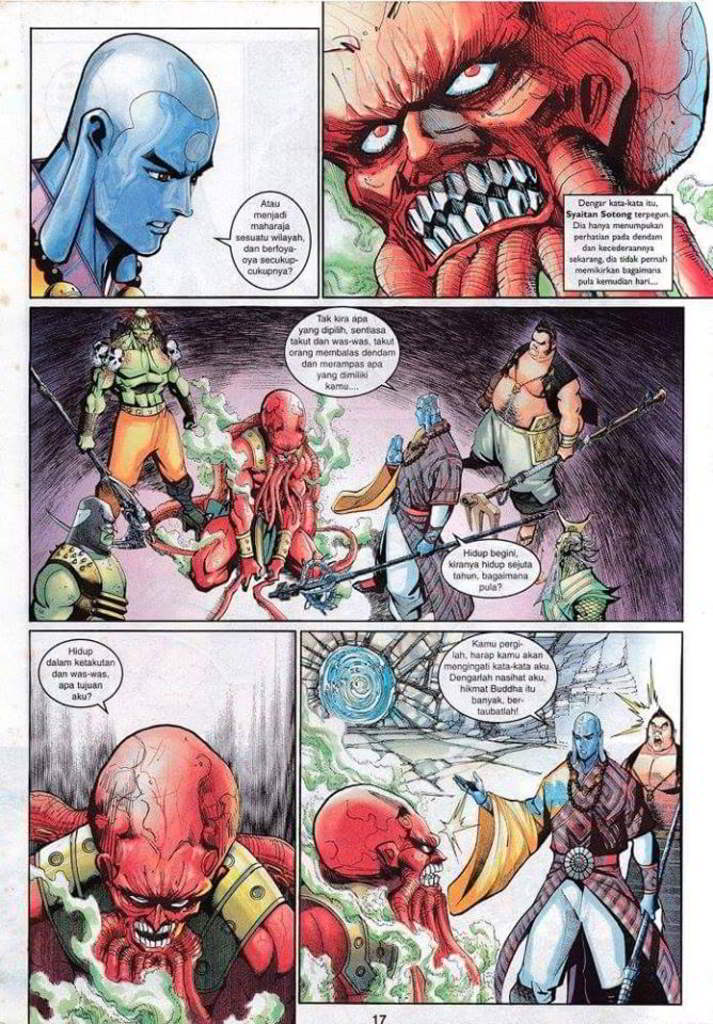 Atau
menjadi
maharaja
sesuatu wilayah,
dan berfoya-
oya secukup-
cukupnya?
Dengar kata-kata itu,
Syaitan Sotong terpegun.
Dia hanya menumpukan
perhatian pada dendam
dan kecederaannya
sekarang, dia tidak pernah
memikirkan bagaimana
pula kemudian hari....
Tak kira apa
yang dipilih, sentiasa
takut dan was-was, takut
orang membalas dendam
dan merampas apa
yang dimiliki
kamu....
Hidup begini,
kiranya hidup sejuta
tahun, bagaimana
pula?
Hidup
dalam ketakutan
dan was-was,
apa tujuan
aku?
Kamu pergi-
lah, harap kamu akan
mengingati kata-kata aku.
Dengarlah nasihat aku,
hikmat Buddha itu
banyak, ber-
taubatlah!
17